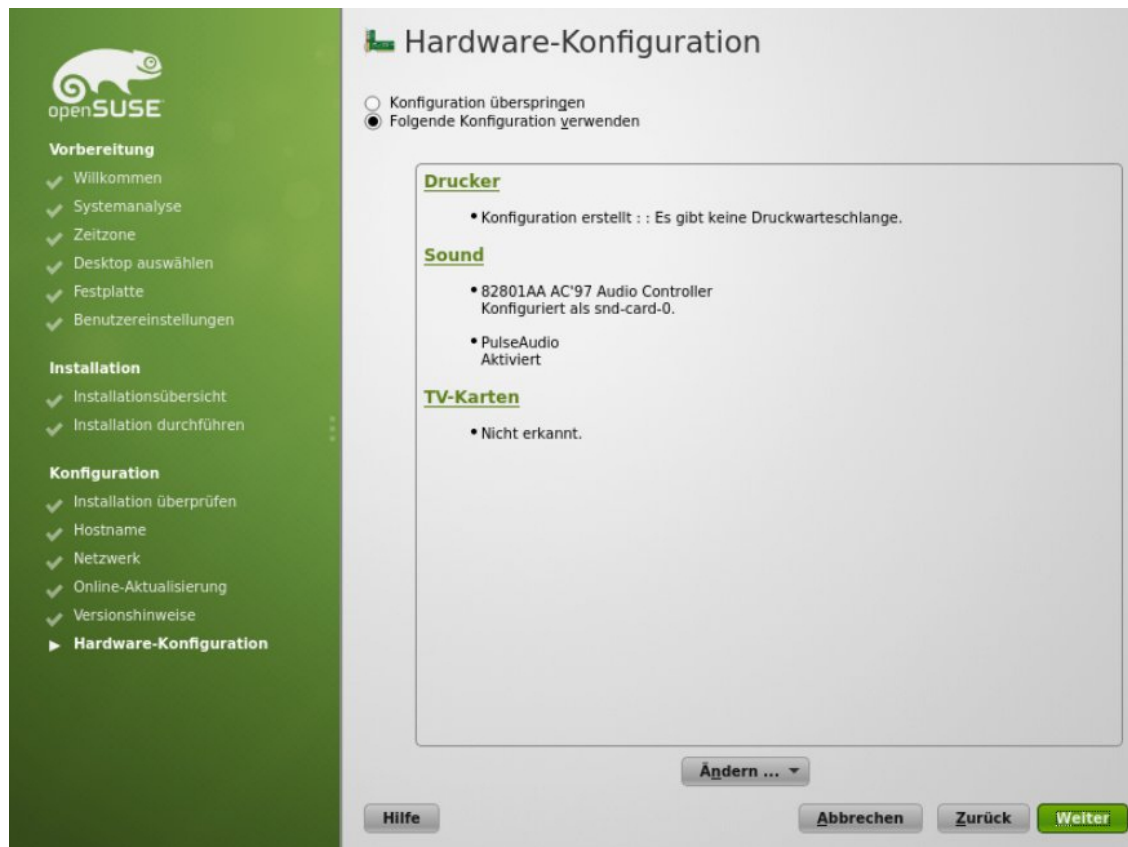 openSUSE
Vorbereitung
Willkommen
Systemanalyse
Zeitzone
Desktop auswählen
Festplatte
Benutzereinstellungen
Installation
Installationsübersicht
Installation durchführen
Konfiguration
Installation überprüfen
Hostname
Netzwerk
Online-Aktualisierung
Versionshinweise
Hardware-Konfiguration
Hardware-Konfiguration
Konfiguration überspringen
Folgende Konfiguration verwenden
Drucker
• Konfiguration erstellt : : Es gibt keine Druckwarteschlange.
Sound
• 82801AA AC'97 Audio Controller
Konfiguriert als snd-card-0.
• PulseAudio
Aktiviert
TV-Karten
• Nicht erkannt.
Ändern ...
Hilfe
Abbrechen
Zurück
Weiter